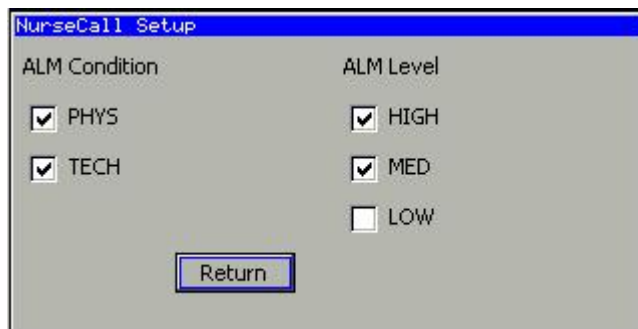 NurseCall Setup
ALM Condition ALM Level
PHYS HIGH
TECH MED
LOW
Return